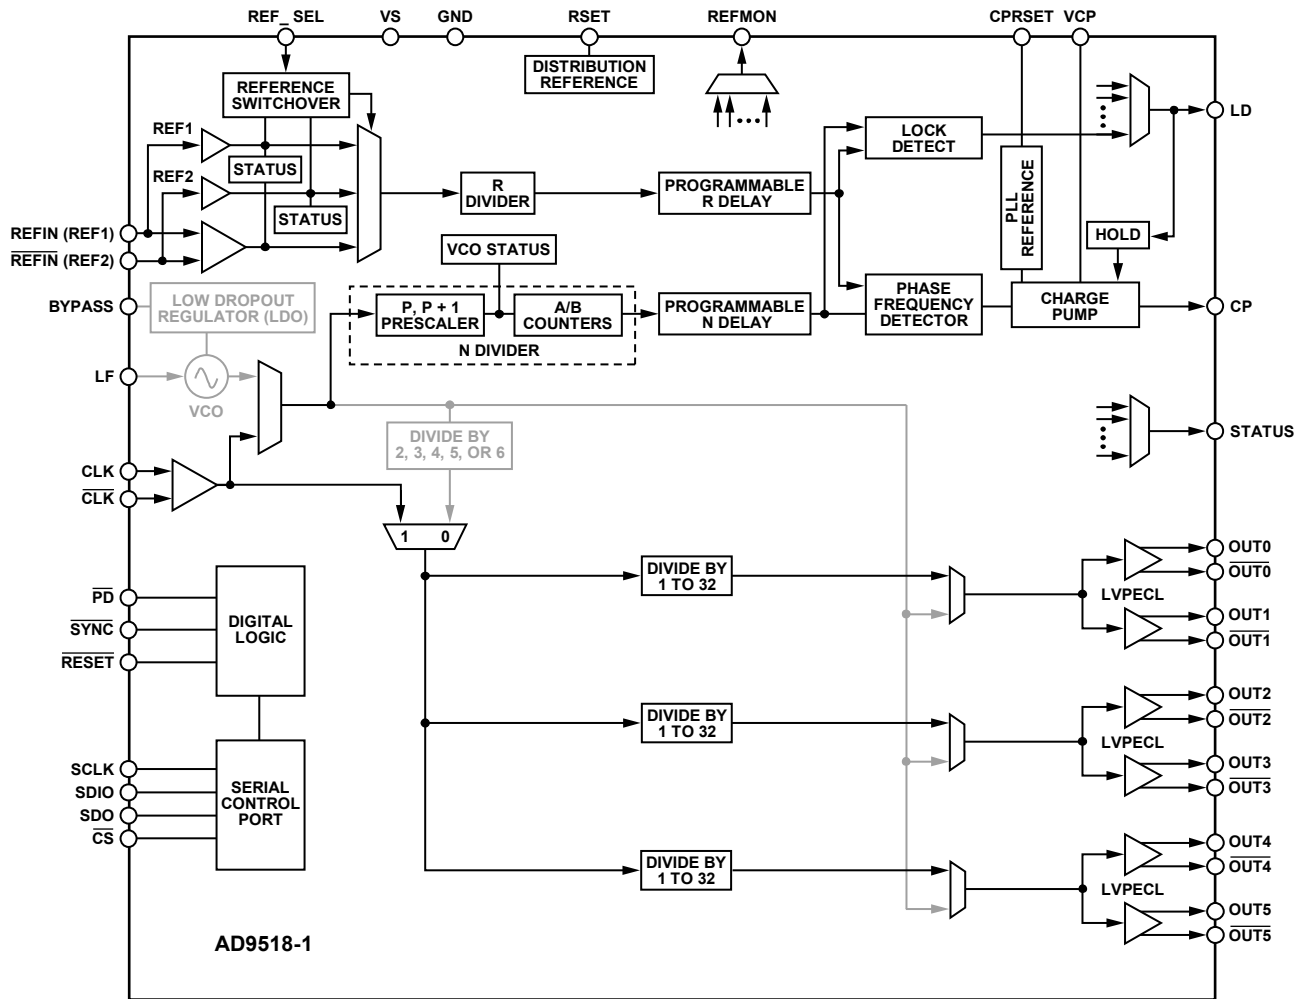 REF_ SEL
VS
GND
RSET
REFMON
CPRSET
VCP
DISTRIBUTION
REFERENCE
REFERENCE
SWITCHOVER
REF1
STATUS
REF2
STATUS
R
DIVIDER
PROGRAMMABLE
R DELAY
LOCK
DETECT
PLL
REFERENCE
LD
HOLD
REFIN (REF1)
REFIN (REF2)
VCO STATUS
BYPASS
LOW DROPOUT
REGULATOR (LDO)
P, P + 1
PRESCALER
A/B
COUNTERS
N DIVIDER
PROGRAMMABLE
N DELAY
PHASE
FREQUENCY
DETECTOR
CHARGE
PUMP
CP
LF
VCO
DIVIDE BY
2, 3, 4, 5, OR 6
STATUS
CLK
CLK
1
0
DIVIDE BY
1 TO 32
LVPECL
OUT0
OUT0
OUT1
OUT1
PD
SYNC
RESET
DIGITAL
LOGIC
DIVIDE BY
1 TO 32
LVPECL
OUT2
OUT2
OUT3
OUT3
SCLK
SDIO
SDO
CS
SERIAL
CONTROL
PORT
DIVIDE BY
1 TO 32
LVPECL
OUT4
OUT4
OUT5
OUT5
AD9518-1